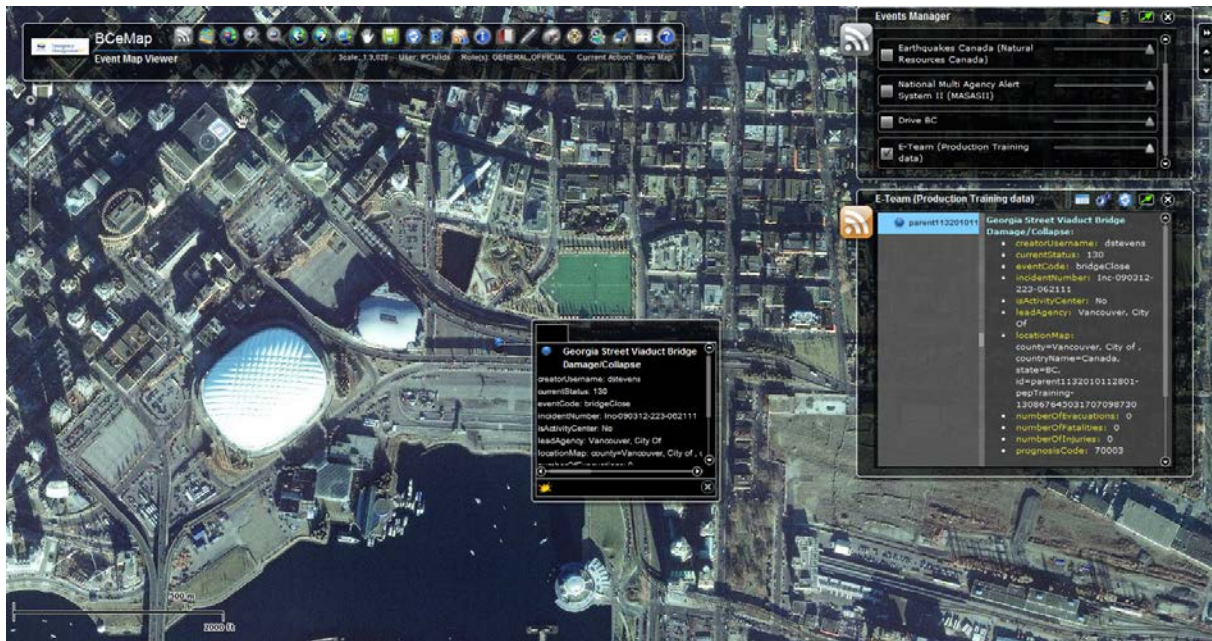 BCeMap
Event Map Viewer
Scale: 1:9,028 User: PChilds Role(s): GENERAL,OFFICIAL Current Action: Move Map
Events Manager
Earthquakes Canada (Natural
Resources Canada)
National Multi Agency Alert
System II (MASASII)
Drive BC
E-Team (Production Training
data)
E-Team (Production Training data)
parent113201011
Georgia Street Viaduct Bridge
Damage/Collapse:
creatorUsername: dstevens
currentStatus: 130
eventCode: bridgeClose
incidentNumber: Inc-090312-
223-062111
isActivityCenter: No
leadAgency: Vancouver, City
Of
locationMap:
county=Vancouver, City of ,
countryName=Canada,
state=BC,
id=parent1132010112801-
pepTraining-
130867645031707098730
numberOfEvacuations: 0
numberOfFatalities: 0
numberOfInjuries: 0
prognosisCode: 70003
Georgia Street Viaduct Bridge
Damage/Collapse
creatorUsername: dstevens
currentStatus: 130
eventCode: bridgeClose
incidentNumber: Inc-090312-223-062111
isActivityCenter: No
leadAgency: Vancouver, City Of
locationMap: county=Vancouver, City of ,
numberOfEvacuations: 0
500 m
2000 ft